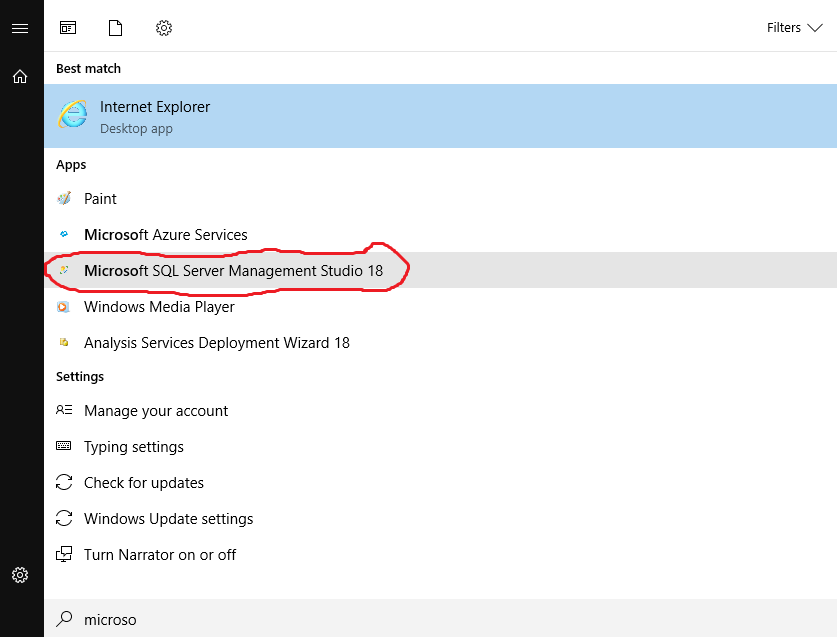 Filters
Best match
Internet Explorer
Desktop app
Apps
Paint
Microsoft Azure Services
Microsoft SQL Server Management Studio 18
Windows Media Player
Analysis Services Deployment Wizard 18
Settings
Manage your account
Typing settings
Check for updates
Windows Update settings
Turn Narrator on or off
microso